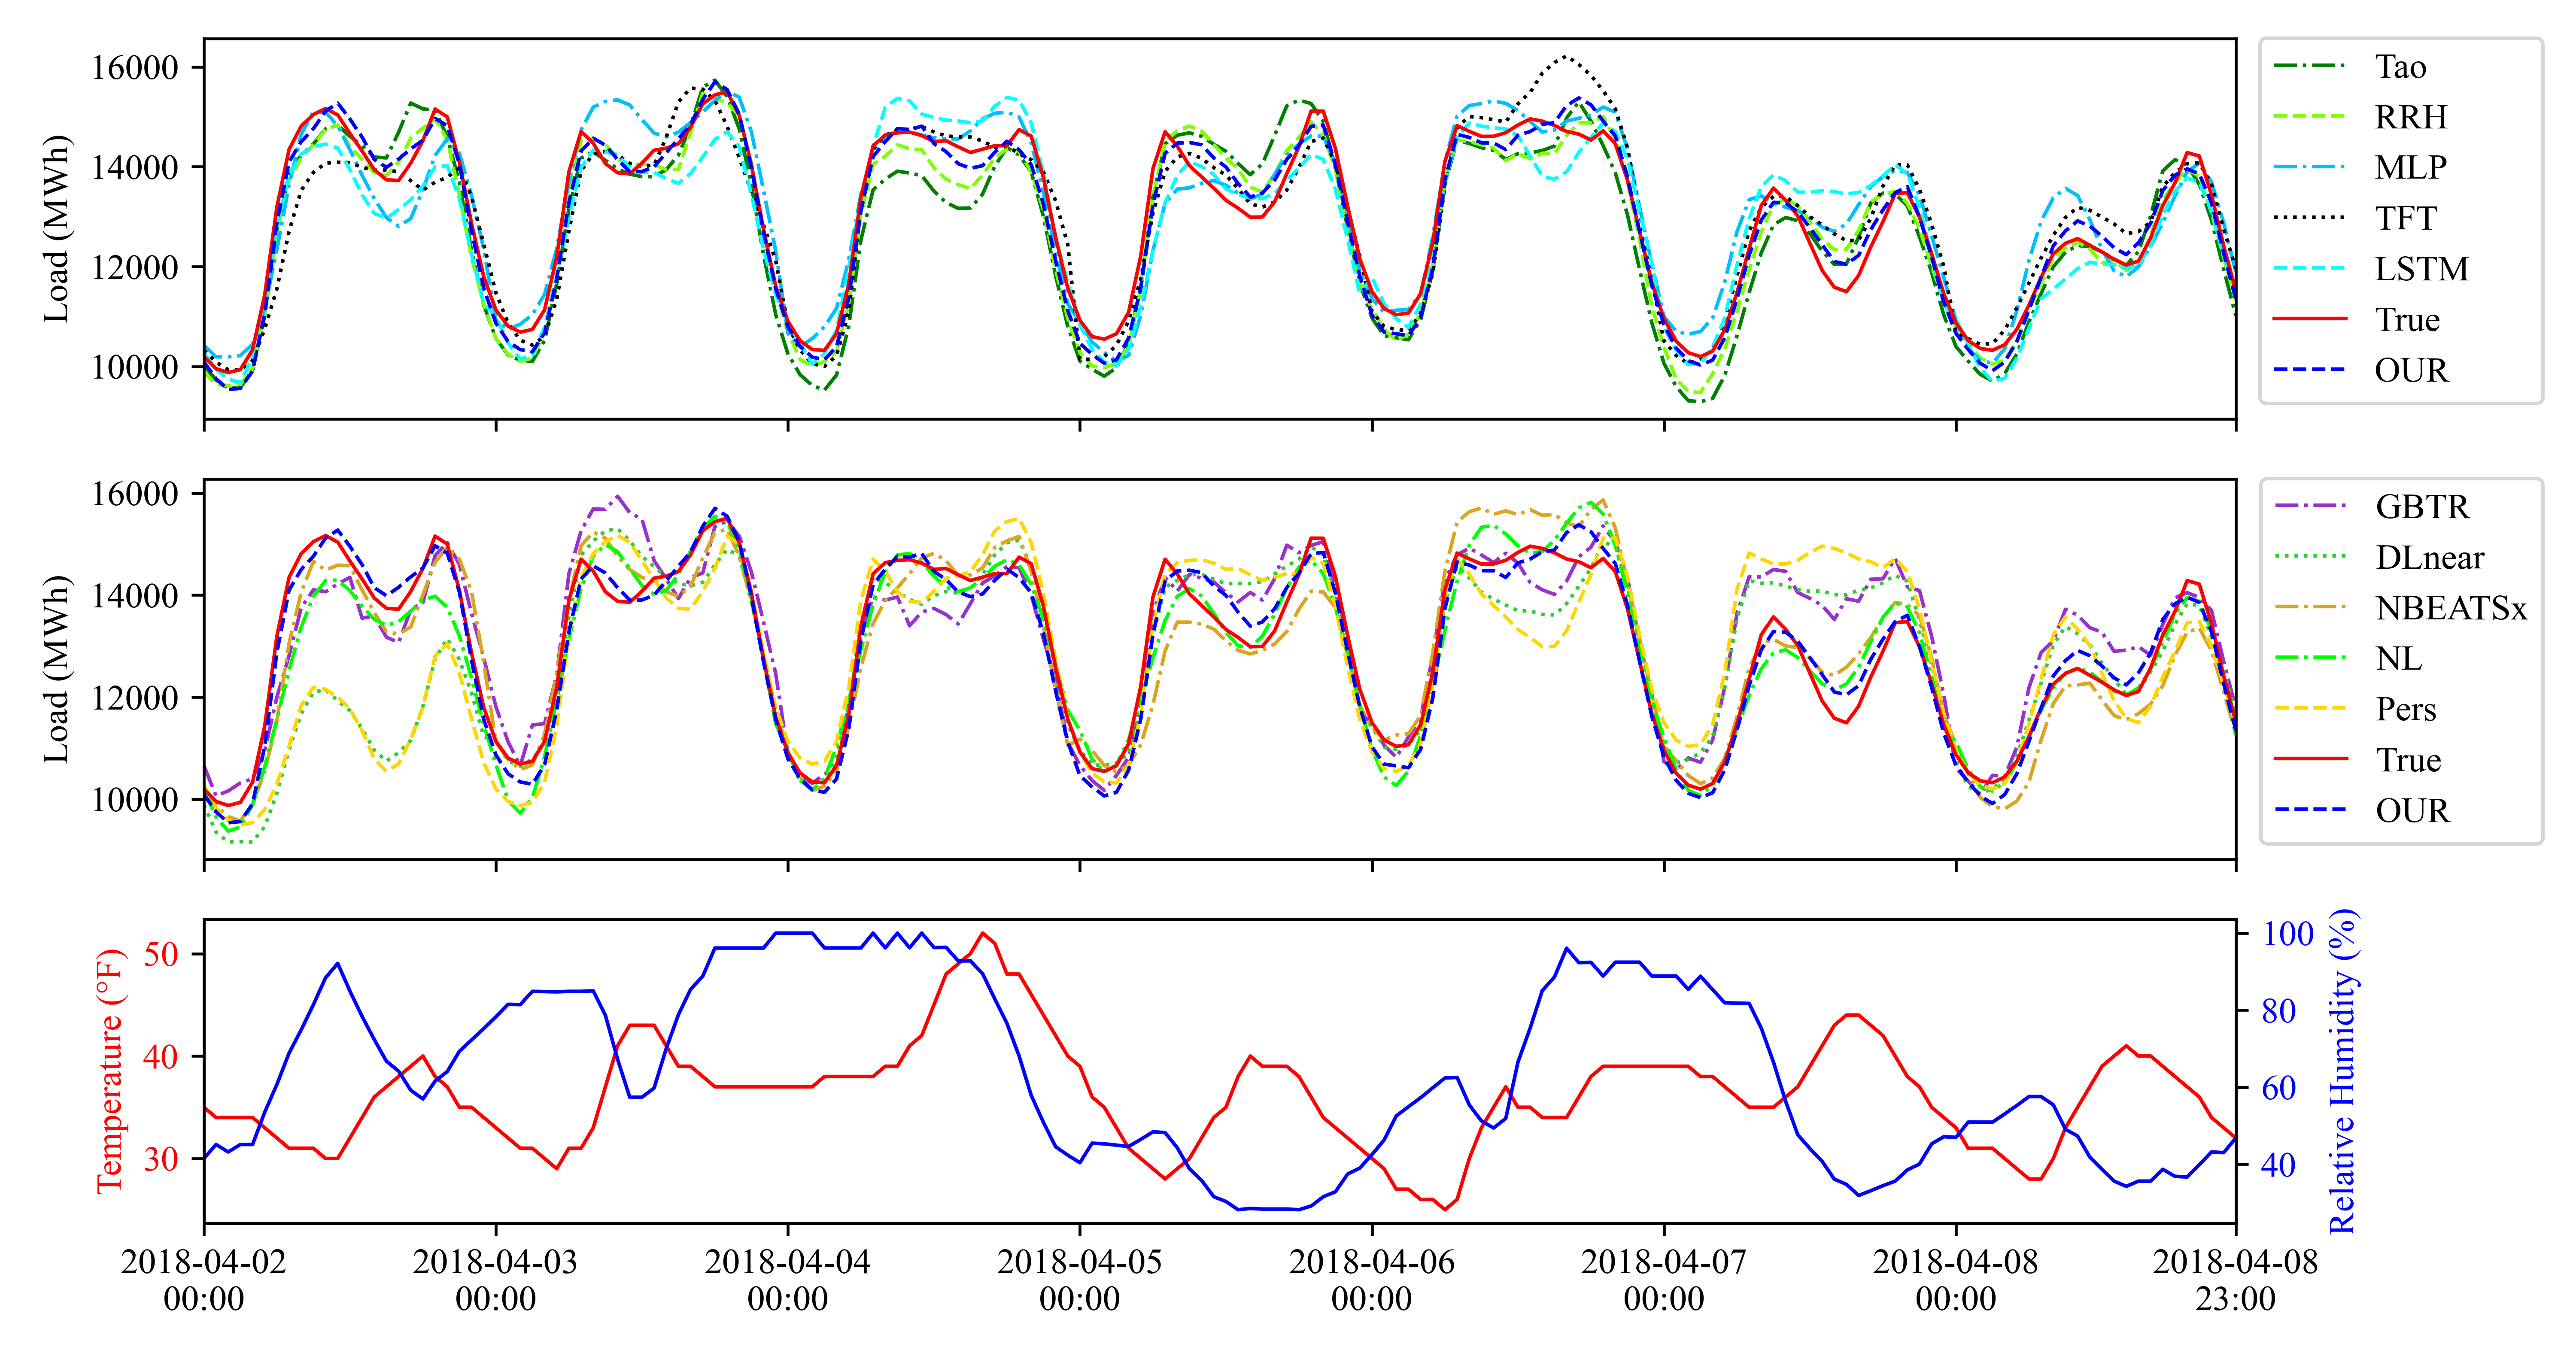 16000
14000
12000
10000
Load (MWh)
Tao
RRH
MLP
TFT
LSTM
True
OUR
16000
14000
12000
10000
Load (MWh)
GBTR
DLnear
NBEATSx
NL
Pers
True
OUR
50
40
30
Temperature (°F)
100
80
60
40
Relative Humidity (%)
2018-04-02
00:00
2018-04-03
00:00
2018-04-04
00:00
2018-04-05
00:00
2018-04-06
00:00
2018-04-07
00:00
2018-04-08
00:00
2018-04-08
23:00